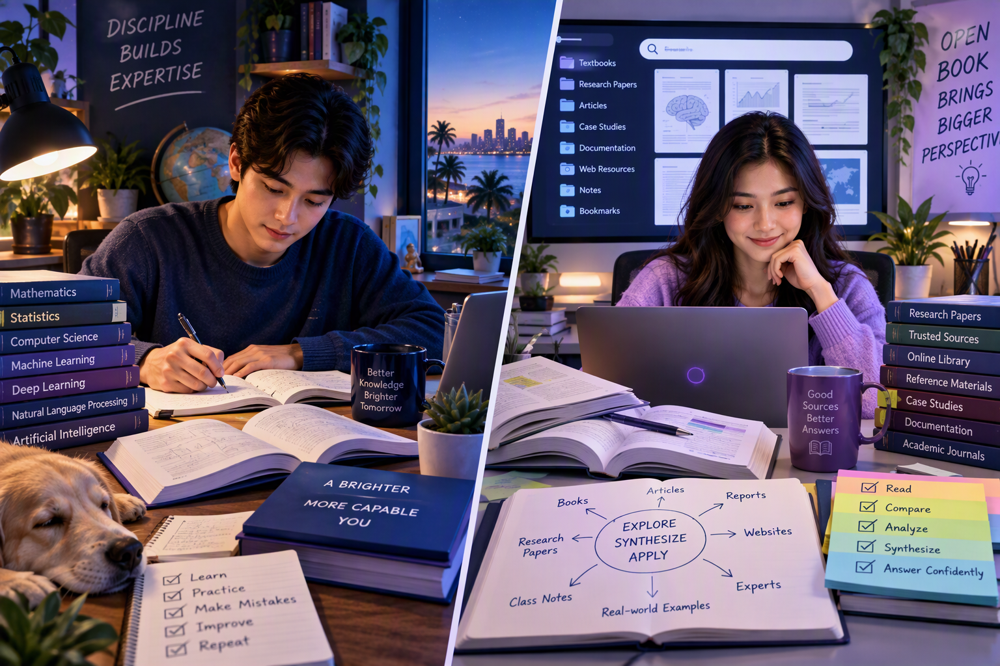 DISCIPLINE
BUILDS
EXPERTISE
Mathematics
Statistics
Computer Science
Machine Learning
Deep Learning
Natural Language Processing
Artificial Intelligence
Better
Knowledge
Brighter
Tomorrow
A BRIGHTER
MORE CAPABLE
YOU
Learn
Practice
Make Mistakes
Improve
Repeat
Textbooks
Research Papers
Articles
Case Studies
Documentation
Web Resources
Notes
Bookmarks
OPEN
BOOK
BRINGS
BIGGER
PERSPECTIV
Research Papers
Trusted Sources
Online Library
Reference Materials
Case Studies
Documentation
Academic Journals
Good
Sources
Better
Answers
Books
Articles
Reports
Research
Papers
EXPLORE
SYNTHESIZE
APPLY
Websites
Class Notes
Real-world Examples
Experts
Read
Compare
Analyze
Synthesize
Answer Confidently